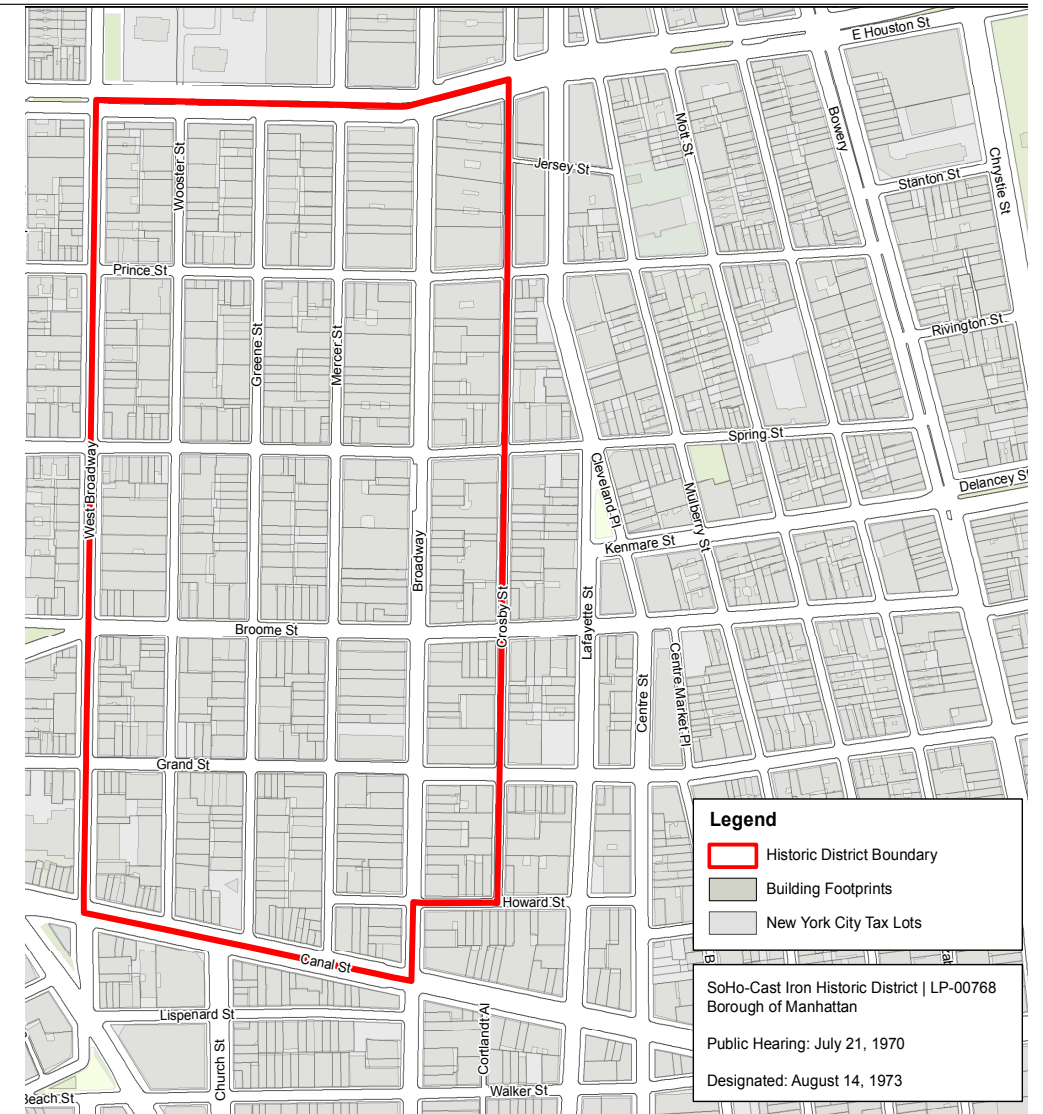 E Houston St
Bowery
Mott St
Wooster St
Jersey St
Chrystie St
Stanton St
Prince St
Rivington St
Greene St
Mercer St
Spring St
West Broadway
Cleveland Pl
Delancey St
Mulberry St
Broadway
Kenmare St
Crosby St
Lafayette St
Broome St
Centre St
Centre Market Pl
Grand St
Legend
Historic District Boundary
Building Footprints
New York City Tax Lots
Howard St
Canal St
SoHo-Cast Iron Historic District | LP-00768
Borough of Manhattan
Public Hearing: July 21, 1970
Designated: August 14, 1973
Lispenard St
Church St
Cortlandt Al
Walker St
Beach St